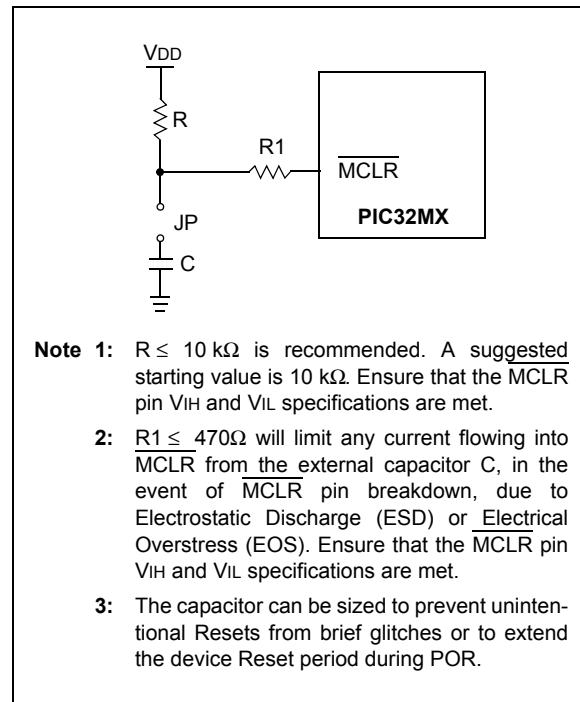 VDD
R
R1
MCLR
JP
PIC32MX
C
Note 1: R ≤ 10 kΩ is recommended. A suggested
starting value is 10 kΩ. Ensure that the MCLR
pin VIH and VIL specifications are met.
2: R1 ≤ 470Ω will limit any current flowing into
MCLR from the external capacitor C, in the
event of MCLR pin breakdown, due to
Electrostatic Discharge (ESD) or Electrical
Overstress (EOS). Ensure that the MCLR pin
VIH and VIL specifications are met.
3: The capacitor can be sized to prevent uninten-
tional Resets from brief glitches or to extend
the device Reset period during POR.